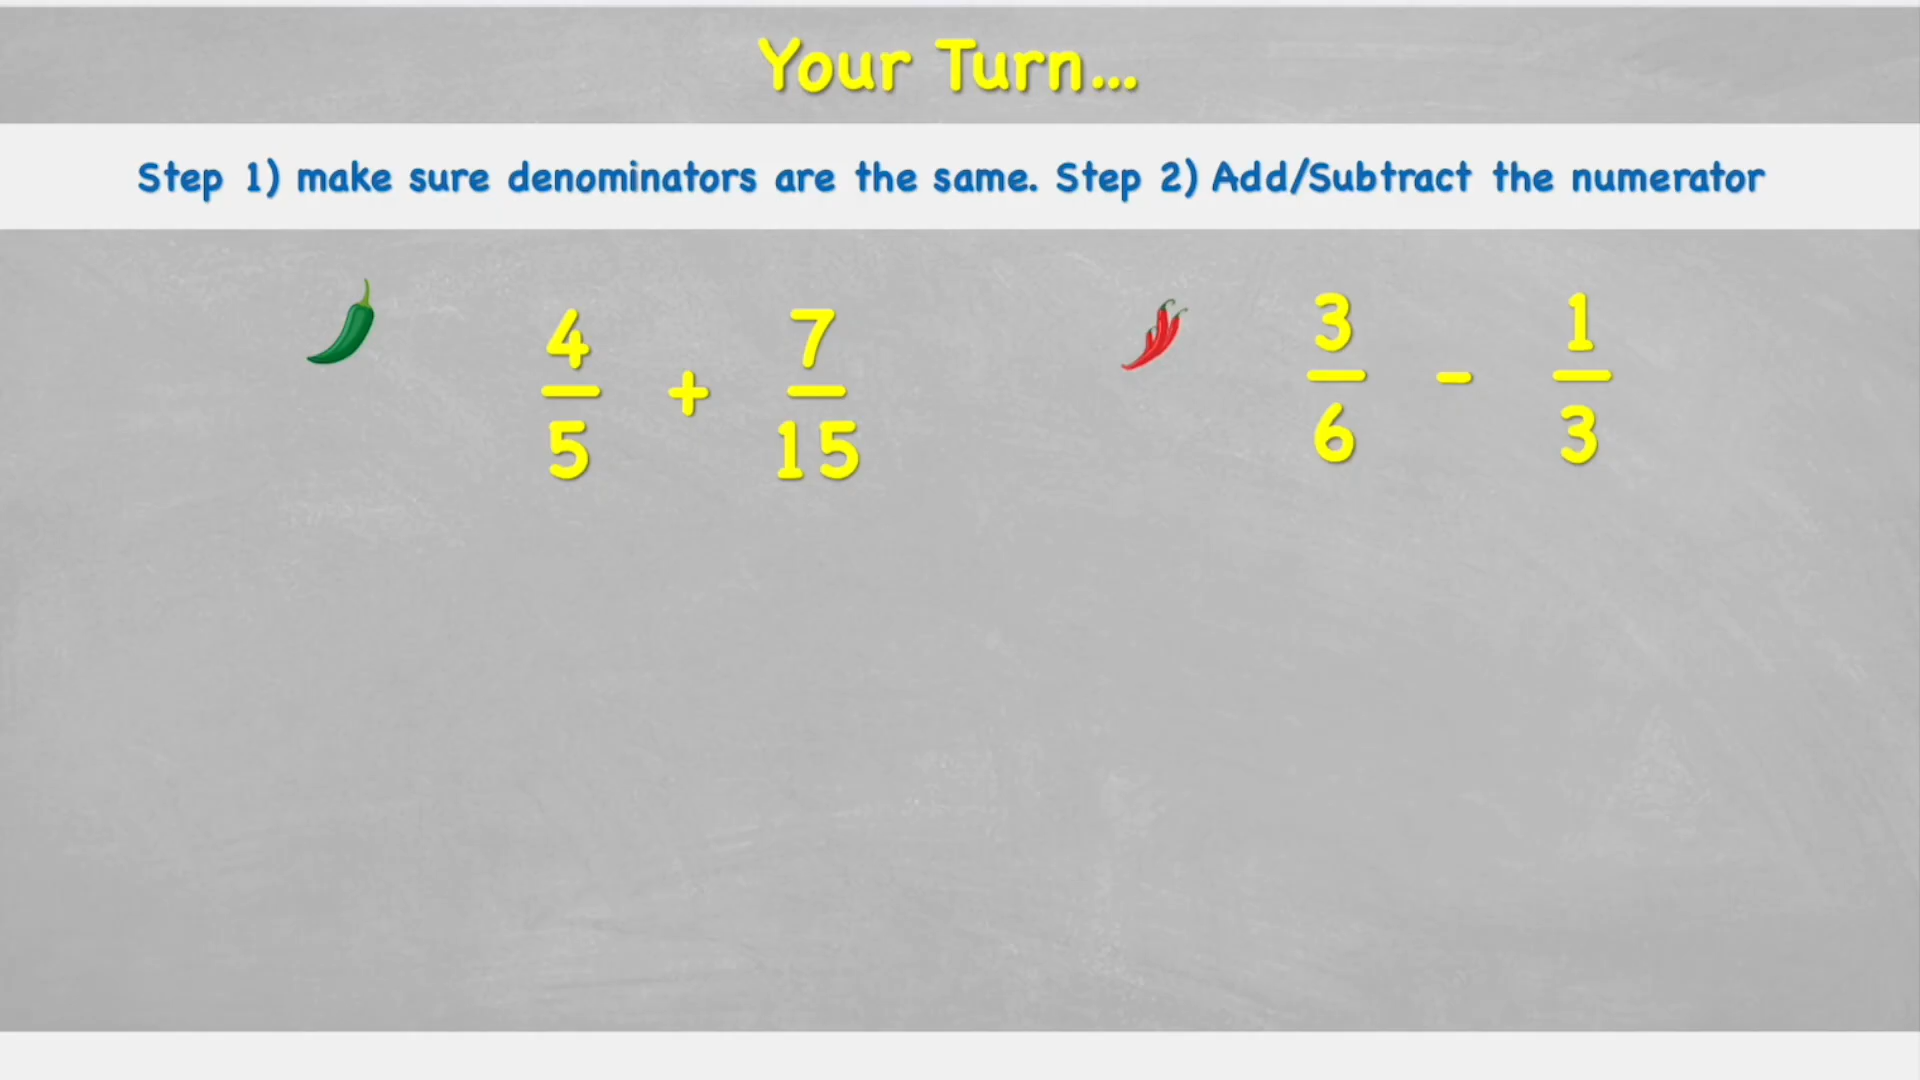 Your Turn...
Step 1) make sure denominators are the same. Step 2) Add/Subtract the numerator
4/5 + 7/15
3/6 - 1/3